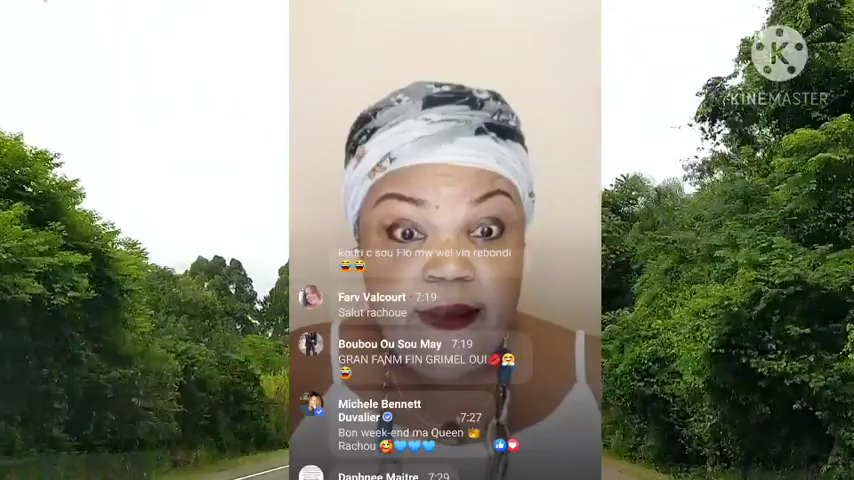 K
KINEMASTER
kouri c sou Flo mw wel vin rebondi
😂😂
Farv Valcourt 7:19
Salut rachoue
Boubou Ou Sou May 7:19
GRAN FANM FIN GRIMEL OUI💋🤗
😂
Michele Bennett
Duvalier 7:27
Bon week-end ma Queen 👑
Rachou 🥰💙💙💙
Daphnee Maitre 7:29